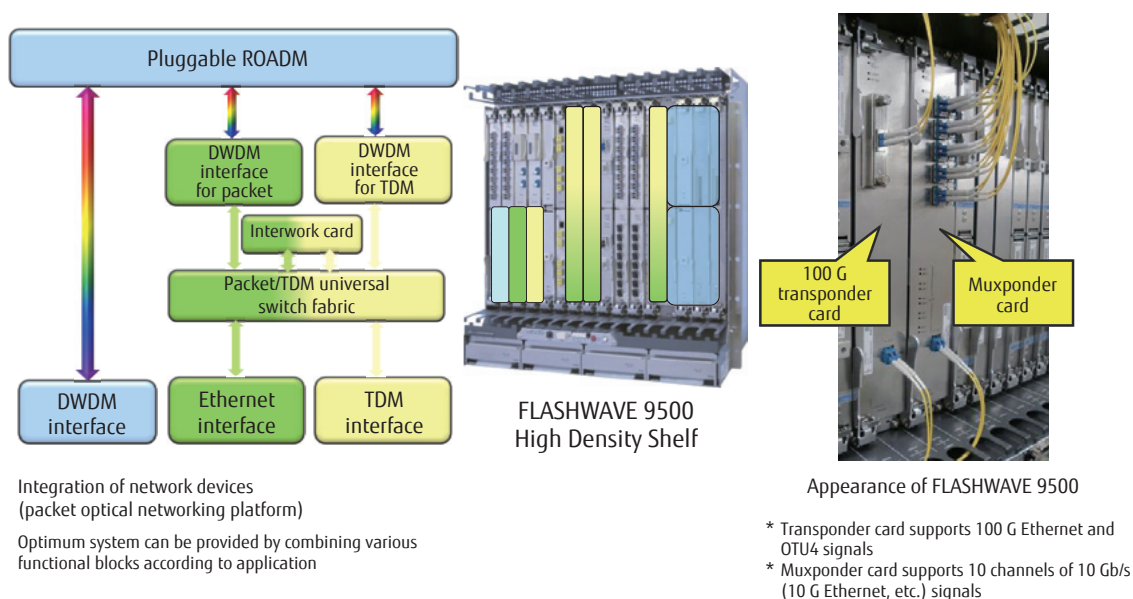 Pluggable ROADM
DWDM
interface
for packet
DWDM
interface
for TDM
Interwork card
Packet/TDM universal
switch fabric
DWDM
interface
Ethernet
interface
TDM
interface
Integration of network devices
(packet optical networking platform)
Optimum system can be provided by combining various
functional blocks according to application
FLASHWAVE 9500
High Density Shelf
100 G
transponder
card
Muxponder
card
Appearance of FLASHWAVE 9500
* Transponder card supports 100 G Ethernet and
OTU4 signals
* Muxponder card supports 10 channels of 10 Gb/s
(10 G Ethernet, etc.) signals